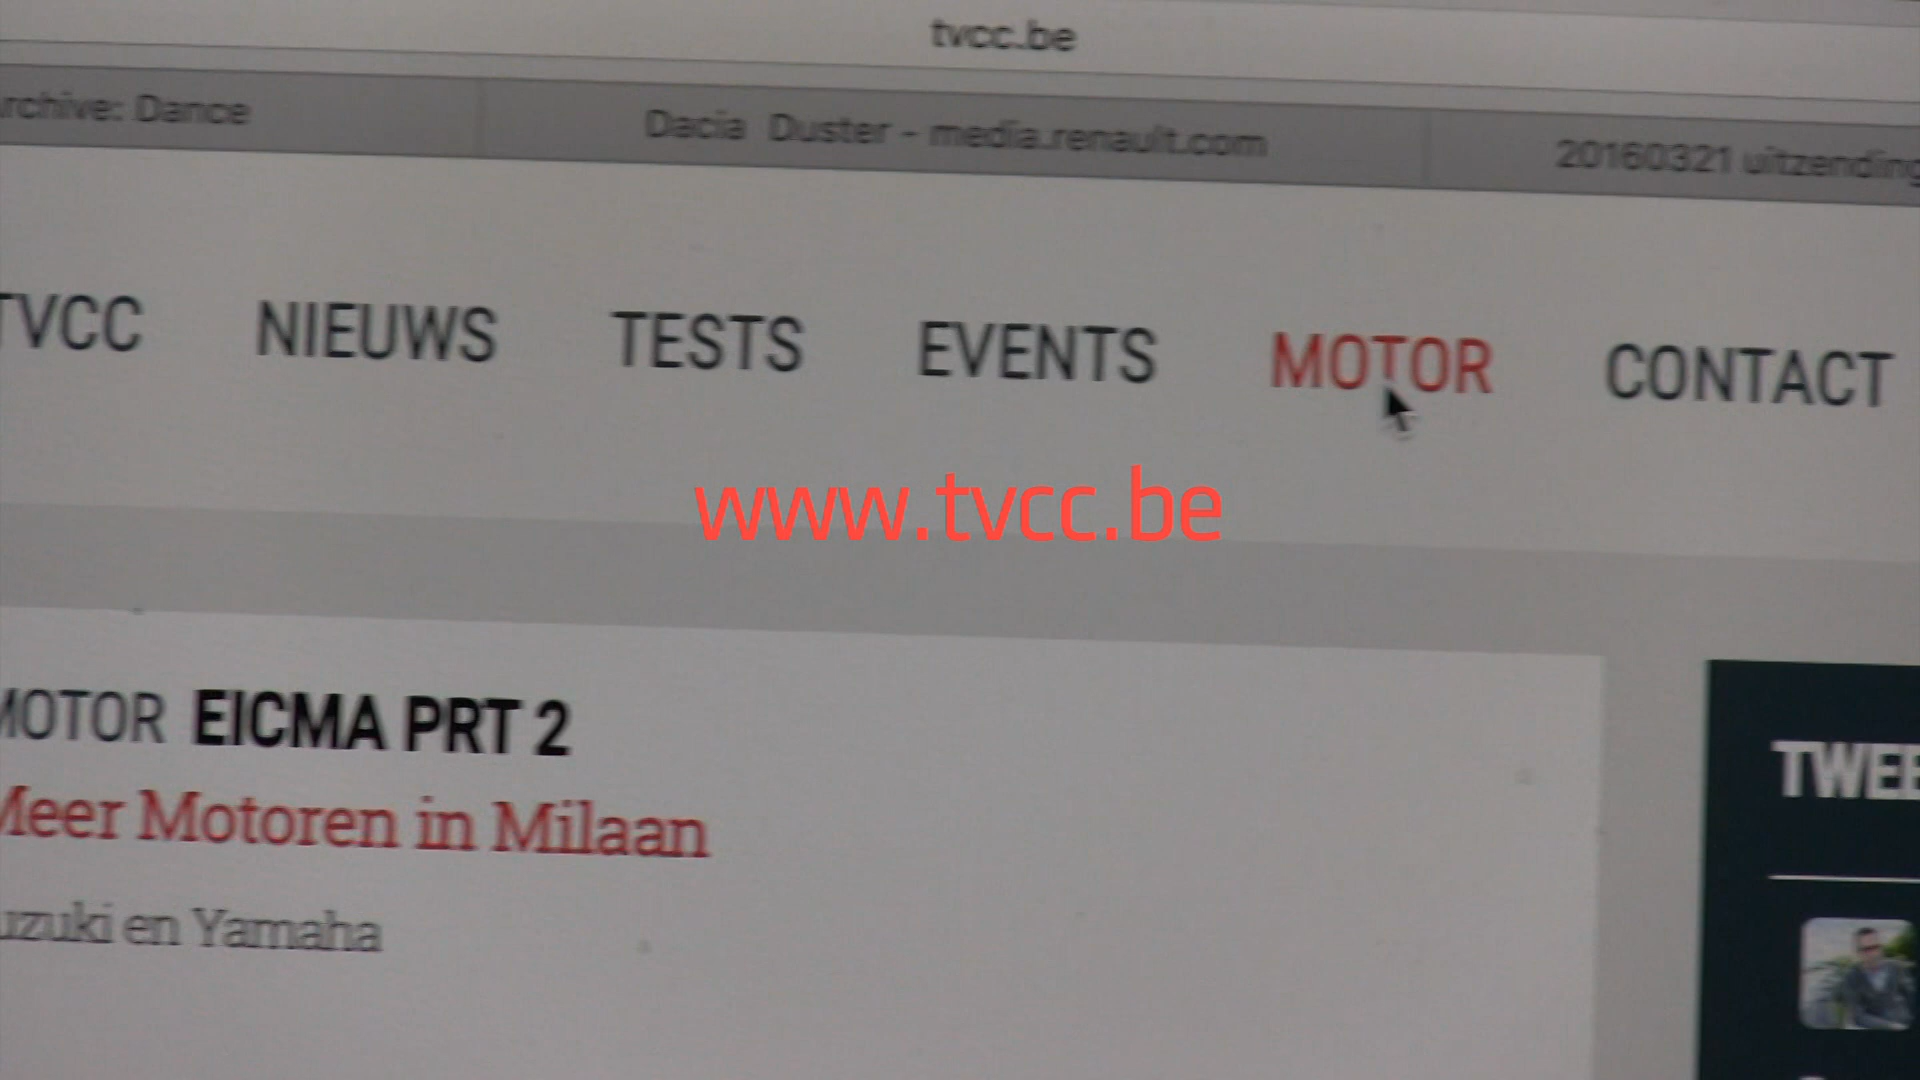 tvcc.be
rchive: Dance
Dacia Duster - media.renault.com
20160321 uitzending
TVCC
NIEUWS
TESTS
EVENTS
MOTOR
CONTACT
www.tvcc.be
MOTOR EICMA PRT 2
TWEE
Meer Motoren in Milaan
uzuki en Yamaha